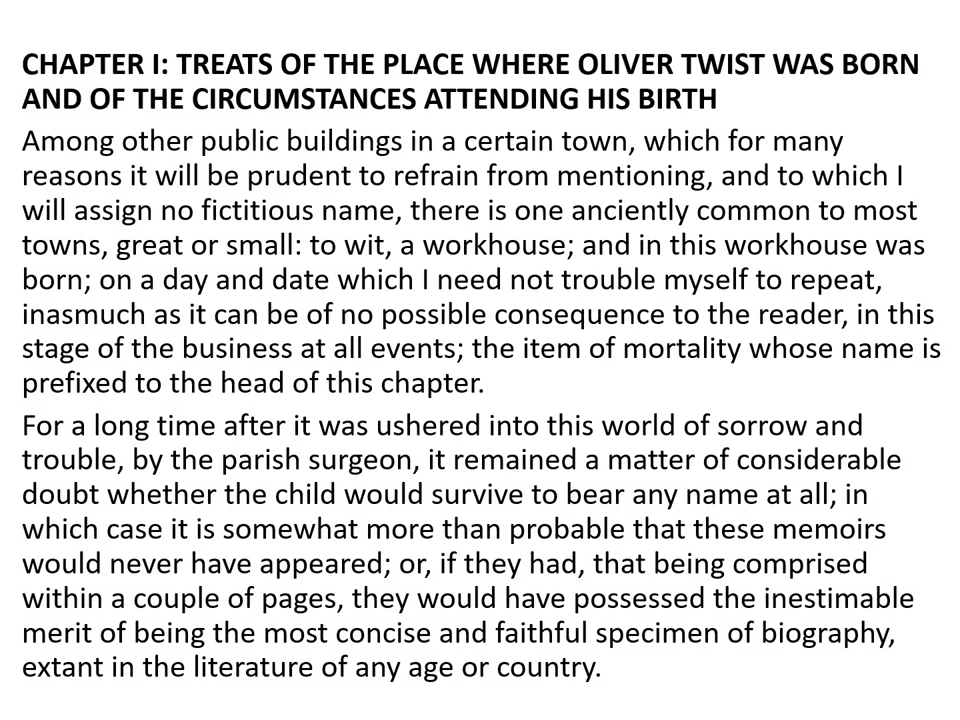 CHAPTER I: TREATS OF THE PLACE WHERE OLIVER TWIST WAS BORN
AND OF THE CIRCUMSTANCES ATTENDING HIS BIRTH
Among other public buildings in a certain town, which for many
reasons it will be prudent to refrain from mentioning, and to which I
will assign no fictitious name, there is one anciently common to most
towns, great or small: to wit, a workhouse; and in this workhouse was
born; on a day and date which I need not trouble myself to repeat,
inasmuch as it can be of no possible consequence to the reader, in this
stage of the business at all events; the item of mortality whose name is
prefixed to the head of this chapter.
For a long time after it was ushered into this world of sorrow and
trouble, by the parish surgeon, it remained a matter of considerable
doubt whether the child would survive to bear any name at all; in
which case it is somewhat more than probable that these memoirs
would never have appeared; or, if they had, that being comprised
within a couple of pages, they would have possessed the inestimable
merit of being the most concise and faithful specimen of biography,
extant in the literature of any age or country.